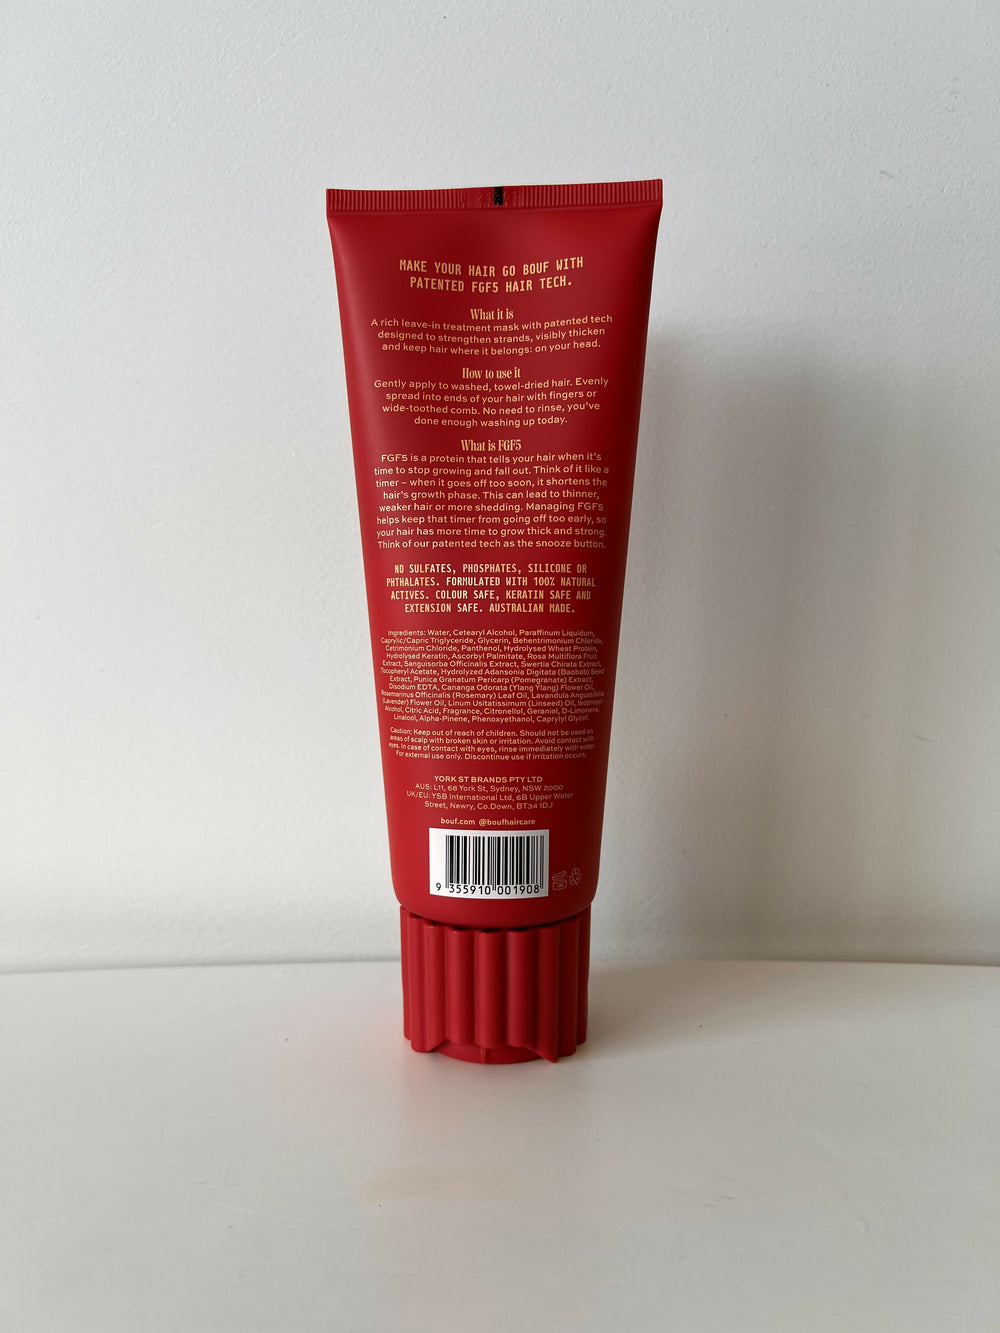 MAKE YOUR HAIR GO BOUF WITH
PATENTED FGF5 HAIR TECH.
What it is
A rich leave-in treatment mask with patented tech
designed to strengthen strands, visibly thicken
and keep hair where it belongs: on your head.
How to use it
Gently apply to washed, towel-dried hair. Evenly
spread into ends of your hair with fingers or
wide-toothed comb. No need to rinse, you've
done enough washing up today.
What is FGF5
FGF5 is a protein that tells your hair when it's
time to stop growing and fall out. Think of it like a
timer – when it goes off too soon, it shortens the
hair's growth phase. This can lead to thinner,
weaker hair or more shedding. Managing FGF5
helps keep that timer from going off too early, so
your hair has more time to grow thick and strong.
Think of our patented tech as the snooze button.
NO SULFATES, PHOSPHATES, SILICONE OR
PHTHALATES. FORMULATED WITH 100% NATURAL
ACTIVES. COLOUR SAFE, KERATIN SAFE AND
EXTENSION SAFE. AUSTRALIAN MADE.
Ingredients: Water, Cetearyl Alcohol, Paraffinum Liquidum,
Caprylic/Capric Triglyceride, Glycerin, Behentrimonium Chloride,
Cetrimonium Chloride, Panthenol, Hydrolysed Wheat Protein,
Hydrolysed Keratin, Ascorbyl Palmitate, Rosa Multiflora Fruit
Extract, Sanguisorba Officinalis Extract, Swertia Chirata Extract,
Tocopheryl Acetate, Hydrolyzed Adansonia Digitata (Baobab) Seed
Extract, Punica Granatum Pericarp (Pomegranate) Extract,
Disodium EDTA, Cananga Odorata (Ylang Ylang) Flower Oil,
Rosemarinus Officinalis (Rosemary) Leaf Oil, Lavandula Angustifolia
(Lavender) Flower Oil, Linum Usitatissimum (Linseed) Oil, Isopropyl
Alcohol, Citric Acid, Fragrance, Citronellol, Geraniol, D-Limonene,
Linalool, Alpha-Pinene, Phenoxyethanol, Caprylyl Glycol.
Caution: Keep out of reach of children. Should not be used on
areas of scalp with broken skin or irritation. Avoid contact with
eyes. In case of contact with eyes, rinse immediately with water.
For external use only. Discontinue use if irritation occurs.
YORK ST BRANDS PTY LTD
AUS: L11, 68 York St, Sydney, NSW 2000
UK/EU: YSB International Ltd, 6B Upper Water
Street, Newry, Co.Down, BT34 1DJ
bouf.com @boufhaircare
9 355910 001908